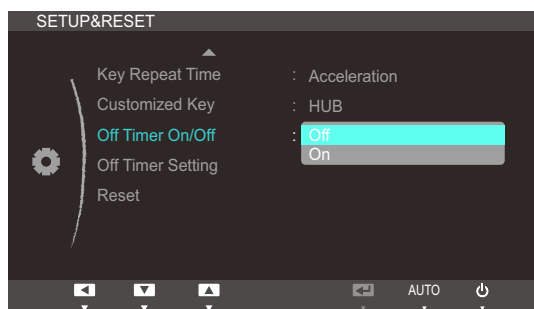 SETUP&RESET
Key Repeat Time : Acceleration
Customized Key : HUB
Off Timer On/Off : Off
On
Off Timer Setting
Reset
AUTO